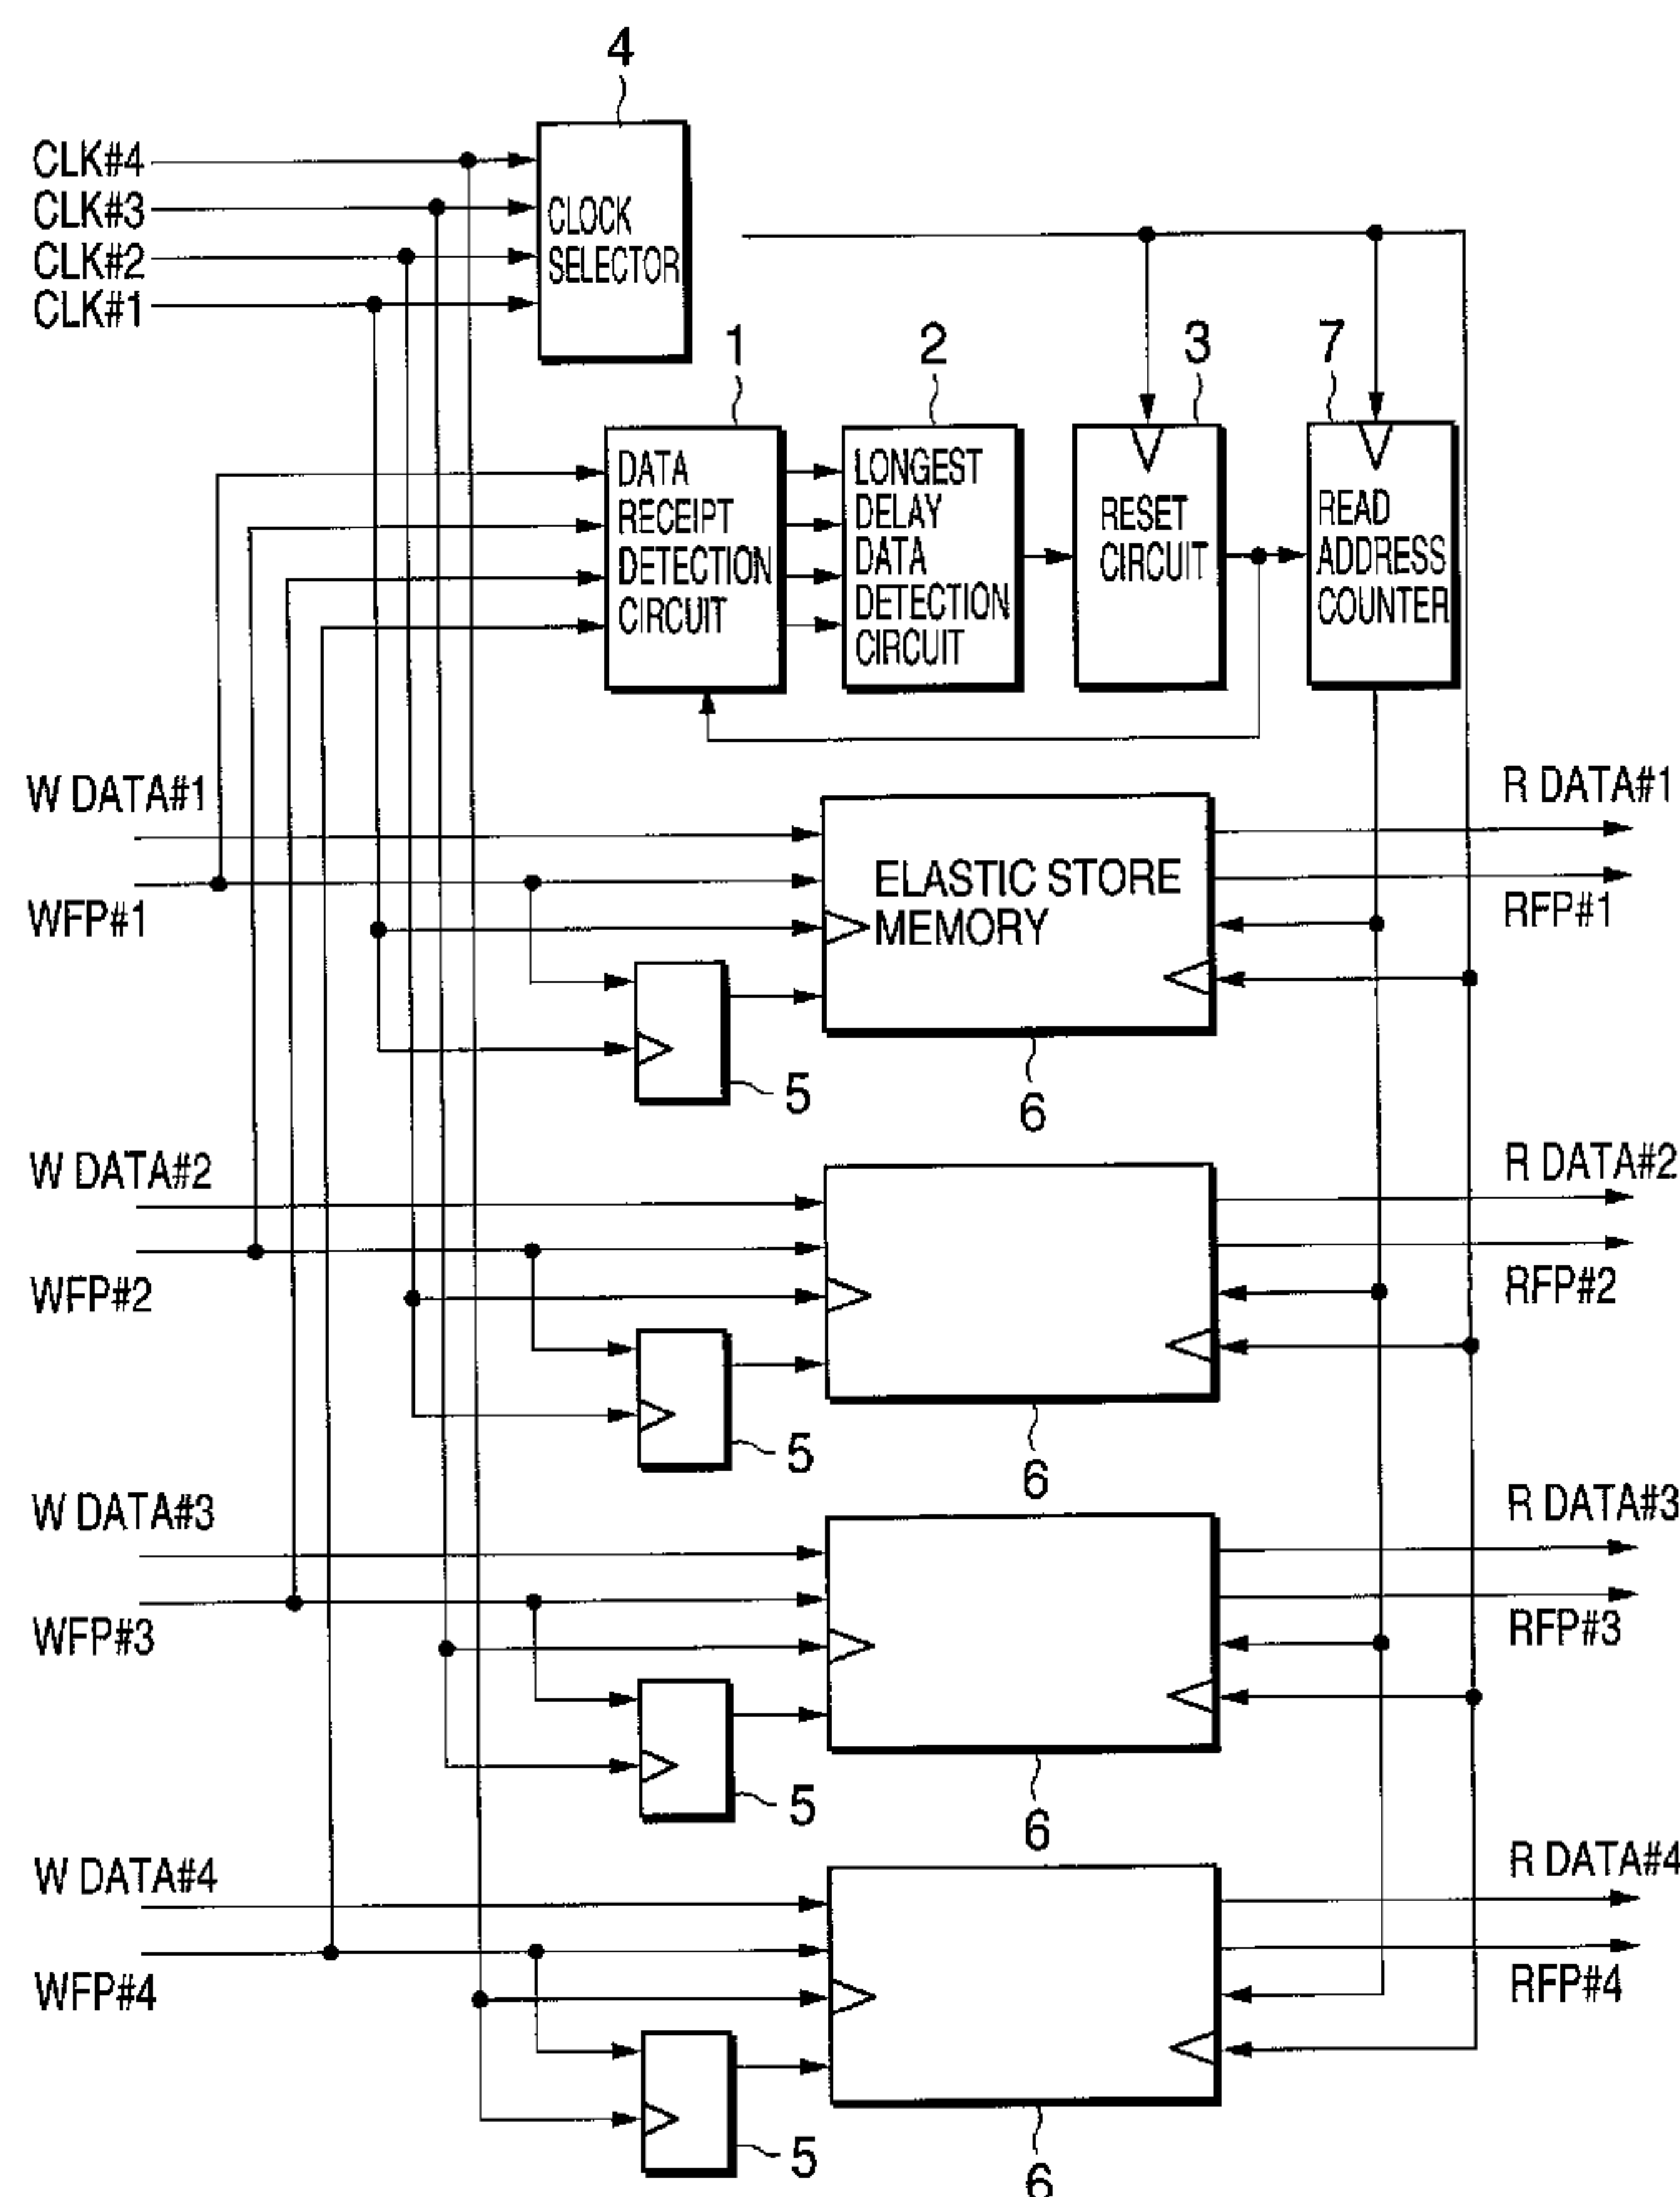 4
CLK#4
CLK#3
CLK#2
CLK#1
CLOCK
SELECTOR
1
2
3
7
DATA
RECEIPT
DETECTION
CIRCUIT
LONGEST
DELAY
DATA
DETECTION
CIRCUIT
RESET
CIRCUIT
READ
ADDRESS
COUNTER
W DATA#1
R DATA#1
ELASTIC STORE
MEMORY
WFP#1
RFP#1
5
6
W DATA#2
R DATA#2
WFP#2
RFP#2
5
6
W DATA#3
R DATA#3
WFP#3
RFP#3
5
6
W DATA#4
R DATA#4
WFP#4
RFP#4
5
6